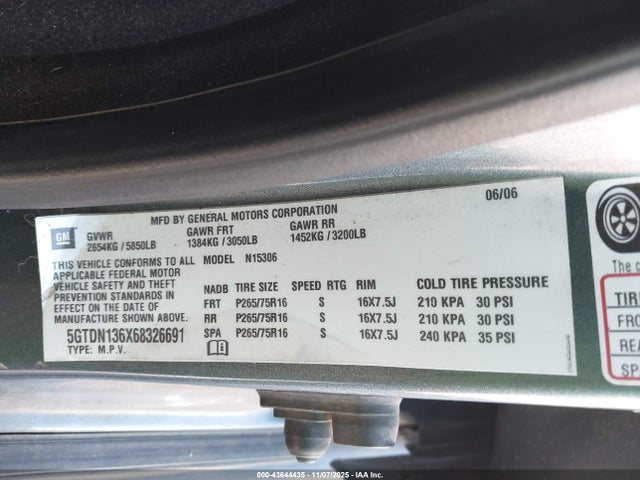 06/06
MFD BY GENERAL MOTORS CORPORATION
GM
GVWR GAWR FRT GAWR RR
2654KG / 5850LB 1384KG / 3050LB 1452KG / 3200LB
THIS VEHICLE CONFORMS TO ALL MODEL N15306
APPLICABLE FEDERAL MOTOR
VEHICLE SAFETY AND THEFT
PREVENTION STANDARDS IN
EFFECT ON THE DATE OF
MANUFACTURE SHOWN ABOVE.
5GTDN136X68326691
TYPE: M.P.V.
NADB TIRE SIZE SPEED RTG RIM COLD TIRE PRESSURE
FRT P265/75R16 S 16X7.5J 210 KPA 30 PSI
RR P265/75R16 S 16X7.5J 210 KPA 30 PSI
SPA P265/75R16 S 16X7.5J 240 KPA 35 PSI
The c
TIRE
FRO
REA
SP
© 2025 - #43644435 - 11/07/2025 - IAA Inc.